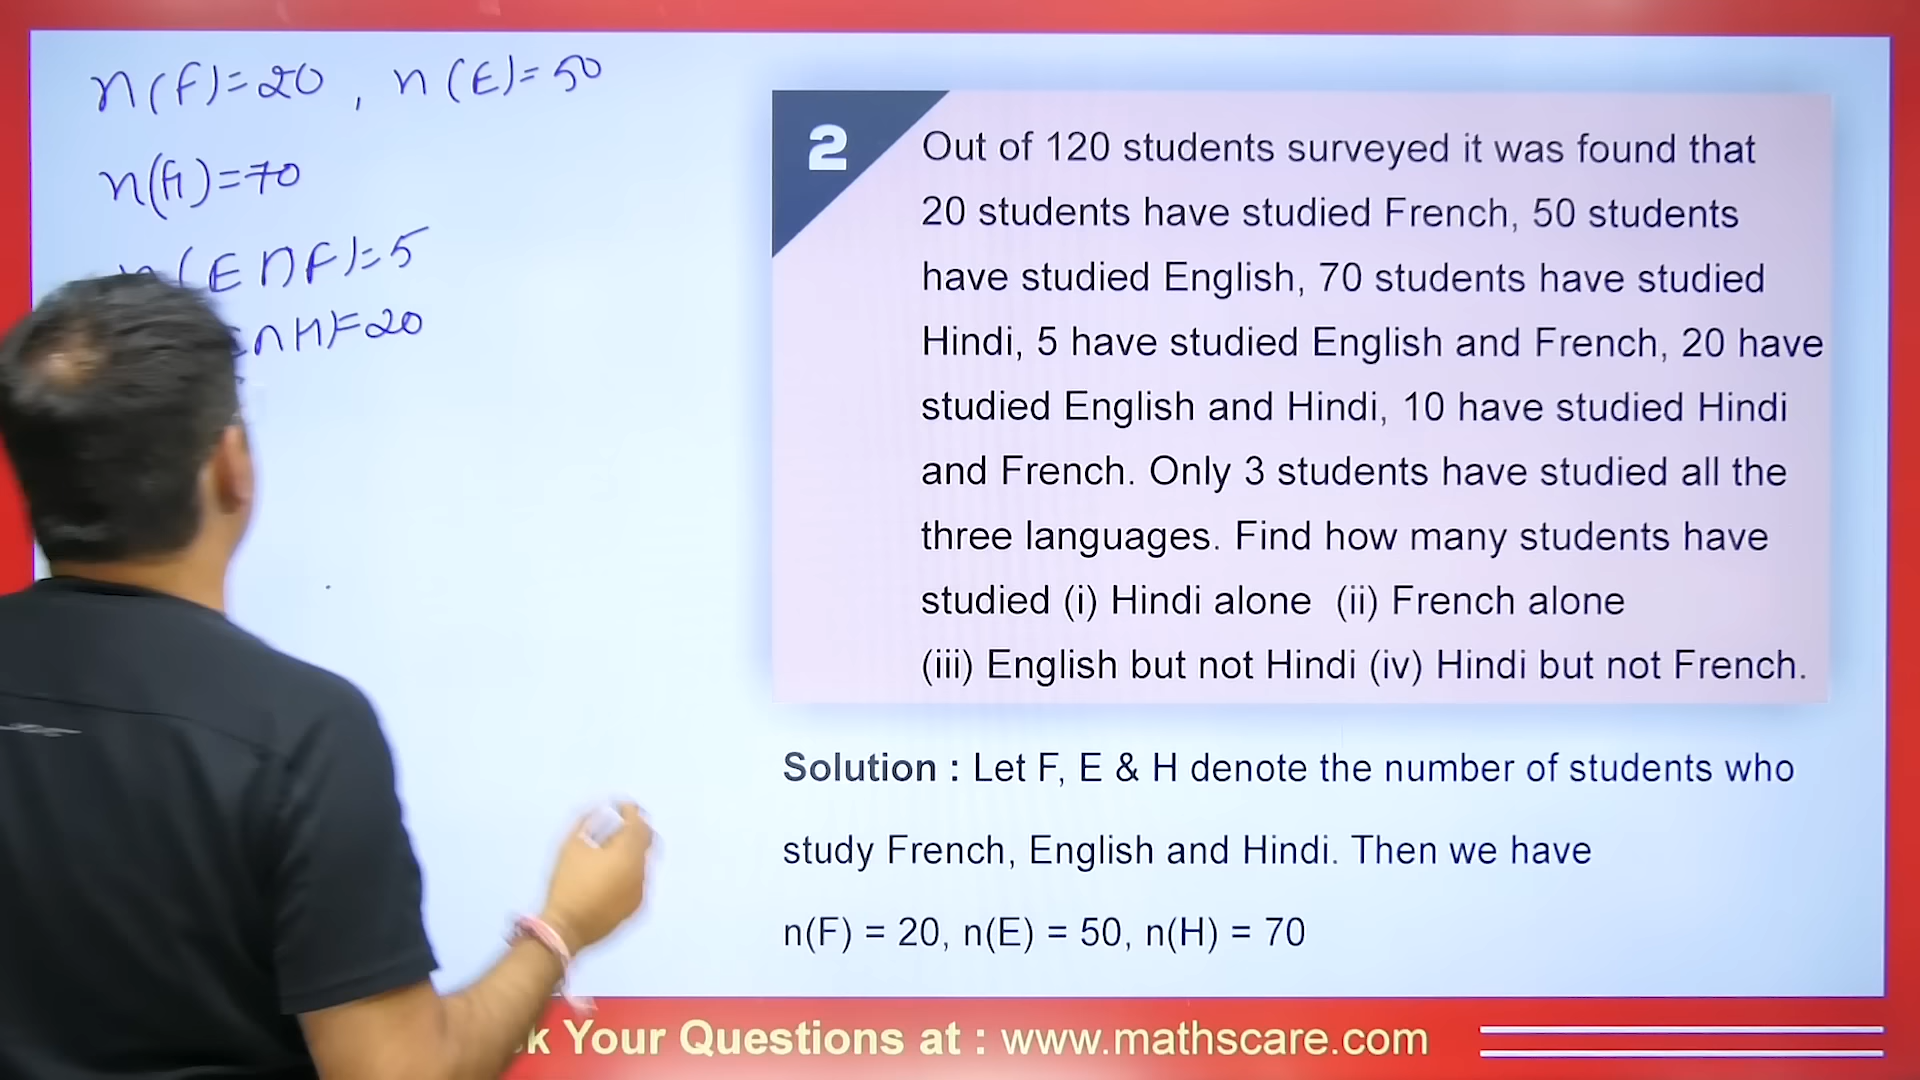 n(F)=20, n(E)=50
n(H)=70
(E∩F)=5
∩H)=20
2
Out of 120 students surveyed it was found that
20 students have studied French, 50 students
have studied English, 70 students have studied
Hindi, 5 have studied English and French, 20 have
studied English and Hindi, 10 have studied Hindi
and French. Only 3 students have studied all the
three languages. Find how many students have
studied (i) Hindi alone (ii) French alone
(iii) English but not Hindi (iv) Hindi but not French.
Solution : Let F, E & H denote the number of students who
study French, English and Hindi. Then we have
n(F) = 20, n(E) = 50, n(H) = 70
k Your Questions at : www.mathscare.com